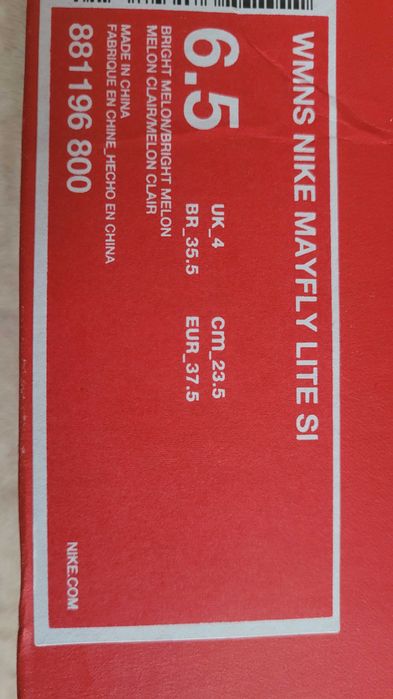 WMNS NIKE MAYFLY LITE SI
6.5
UK_4
cm_23.5
BR_35.5
EUR_37.5
BRIGHT MELON/BRIGHT MELON
MELON CLAIR/MELON CLAIR
MADE IN CHINA
FABRIQUE EN CHINE_HECHO EN CHINA
881196 800
NIKE.COM